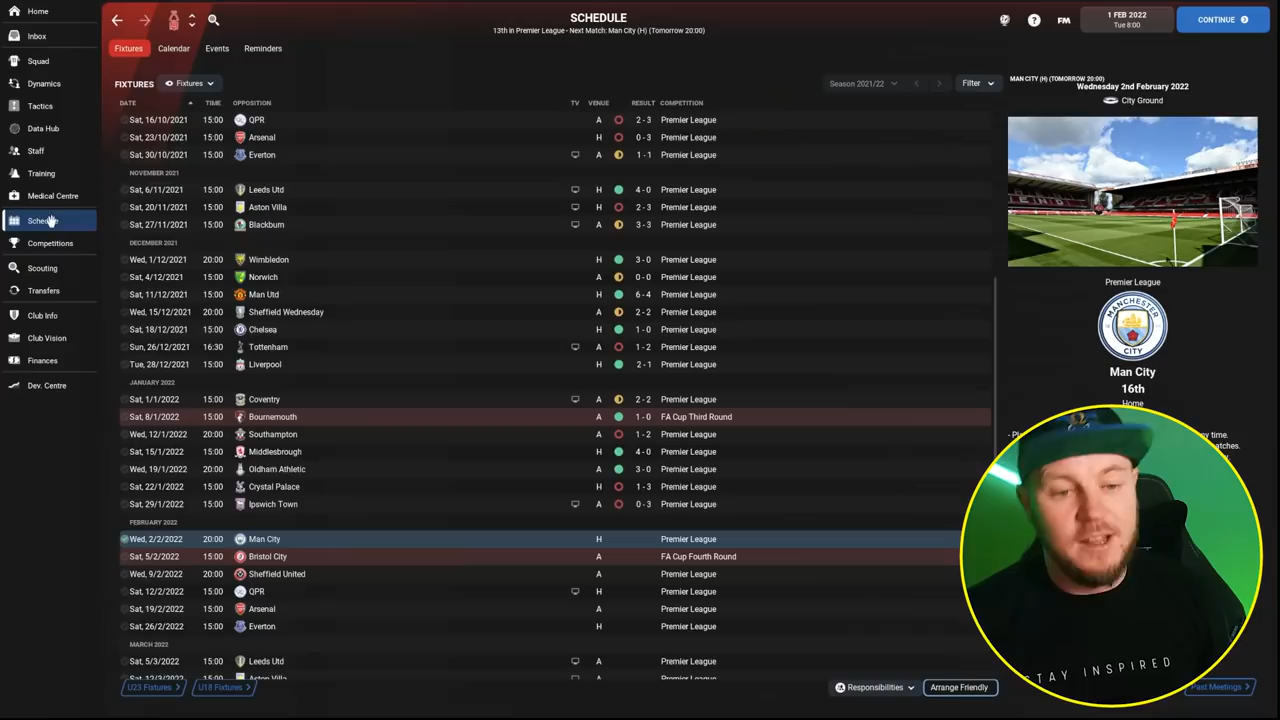 Home
Inbox
Squad
Dynamics
Tactics
Data Hub
Staff
Training
Medical Centre
Competitions
Scouting
Transfers
Club Info
Club Vision
Finances
Dev. Centre
SCHEDULE
13th in Premier League - Next Match: Man City (H) (Tomorrow 20:00)
FM
1 FEB 2022
Tue 8:00
CONTINUE
Fixtures Calendar Events Reminders
FIXTURES Fixtures Season 2021/22 Filter
DATE TIME OPPOSITION TV VENUE RESULT COMPETITION
Sat, 16/10/2021 15:00 QPR A 2 - 3 Premier League
Sat, 23/10/2021 15:00 Arsenal H 0 - 3 Premier League
Sat, 30/10/2021 15:00 Everton A 1 - 1 Premier League
NOVEMBER 2021
Sat, 6/11/2021 15:00 Leeds Utd H 4 - 0 Premier League
Sat, 20/11/2021 15:00 Aston Villa H 2 - 3 Premier League
Sat, 27/11/2021 15:00 Blackburn A 3 - 3 Premier League
DECEMBER 2021
Wed, 1/12/2021 20:00 Wimbledon H 3 - 0 Premier League
Sat, 4/12/2021 15:00 Norwich A 0 - 0 Premier League
Sat, 11/12/2021 15:00 Man Utd H 6 - 4 Premier League
Wed, 15/12/2021 20:00 Sheffield Wednesday A 2 - 2 Premier League
Sat, 18/12/2021 15:00 Chelsea H 1 - 0 Premier League
Sun, 26/12/2021 16:30 Tottenham A 1 - 2 Premier League
Tue, 28/12/2021 15:00 Liverpool H 2 - 1 Premier League
JANUARY 2022
Sat, 1/1/2022 15:00 Coventry A 2 - 2 Premier League
Sat, 8/1/2022 15:00 Bournemouth A 1 - 0 FA Cup Third Round
Wed, 12/1/2022 20:00 Southampton A 1 - 2 Premier League
Sat, 15/1/2022 15:00 Middlesbrough H 4 - 0 Premier League
Wed, 19/1/2022 20:00 Oldham Athletic A 3 - 0 Premier League
Sat, 22/1/2022 15:00 Crystal Palace H 1 - 3 Premier League
Sat, 29/1/2022 15:00 Ipswich Town A 0 - 3 Premier League
FEBRUARY 2022
Wed, 2/2/2022 20:00 Man City H Premier League
Sat, 5/2/2022 15:00 Bristol City A FA Cup Fourth Round
Wed, 9/2/2022 20:00 Sheffield United A Premier League
Sat, 12/2/2022 15:00 QPR H Premier League
Sat, 19/2/2022 15:00 Arsenal A Premier League
Sat, 26/2/2022 15:00 Everton H Premier League
MARCH 2022
Sat, 5/3/2022 15:00 Leeds Utd A Premier League
U23 Fixtures U18 Fixtures Responsibilities Arrange Friendly Past Meetings
MAN CITY (H) (TOMORROW 20:00)
Wednesday 2nd February 2022
City Ground
Premier League
MANCHESTER
CITY
Man City
16th
Home
STAY INSPIRED